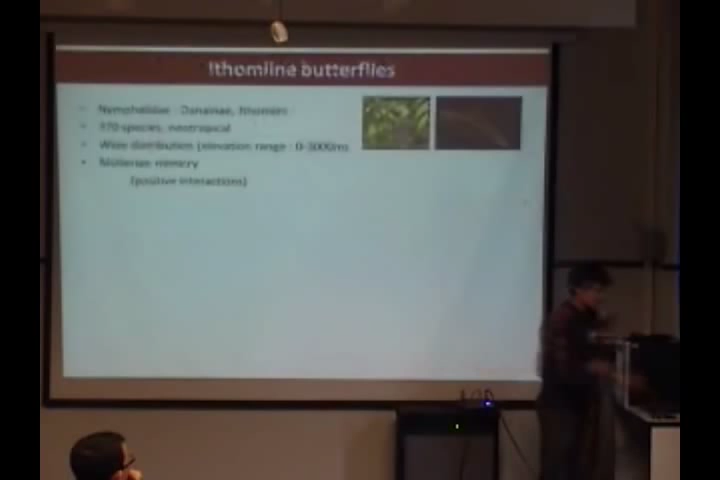 Ithomiine butterflies
- Nymphalidae : Danainae, Ithomiini
- 370 species, neotropical
- Wide distribution (elevation range : 0-3000m
• Müllerian mimicry
(positive interactions)